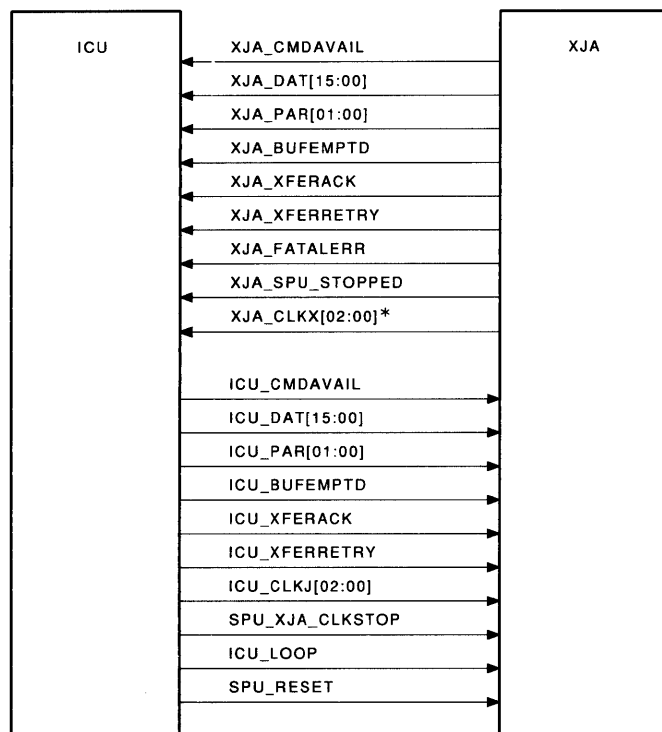 ICU
XJA
XJA_CMDAVAIL
XJA_DAT[15:00]
XJA_PAR[01:00]
XJA_BUFEMPTD
XJA_XFERACK
XJA_XFERRETRY
XJA_FATALERR
XJA_SPU_STOPPED
XJA_CLKX[02:00]*
ICU_CMDAVAIL
ICU_DAT[15:00]
ICU_PAR[01:00]
ICU_BUFEMPTD
ICU_XFERACK
ICU_XFERRETRY
ICU_CLKJ[02:00]
SPU_XJA_CLKSTOP
ICU_LOOP
SPU_RESET